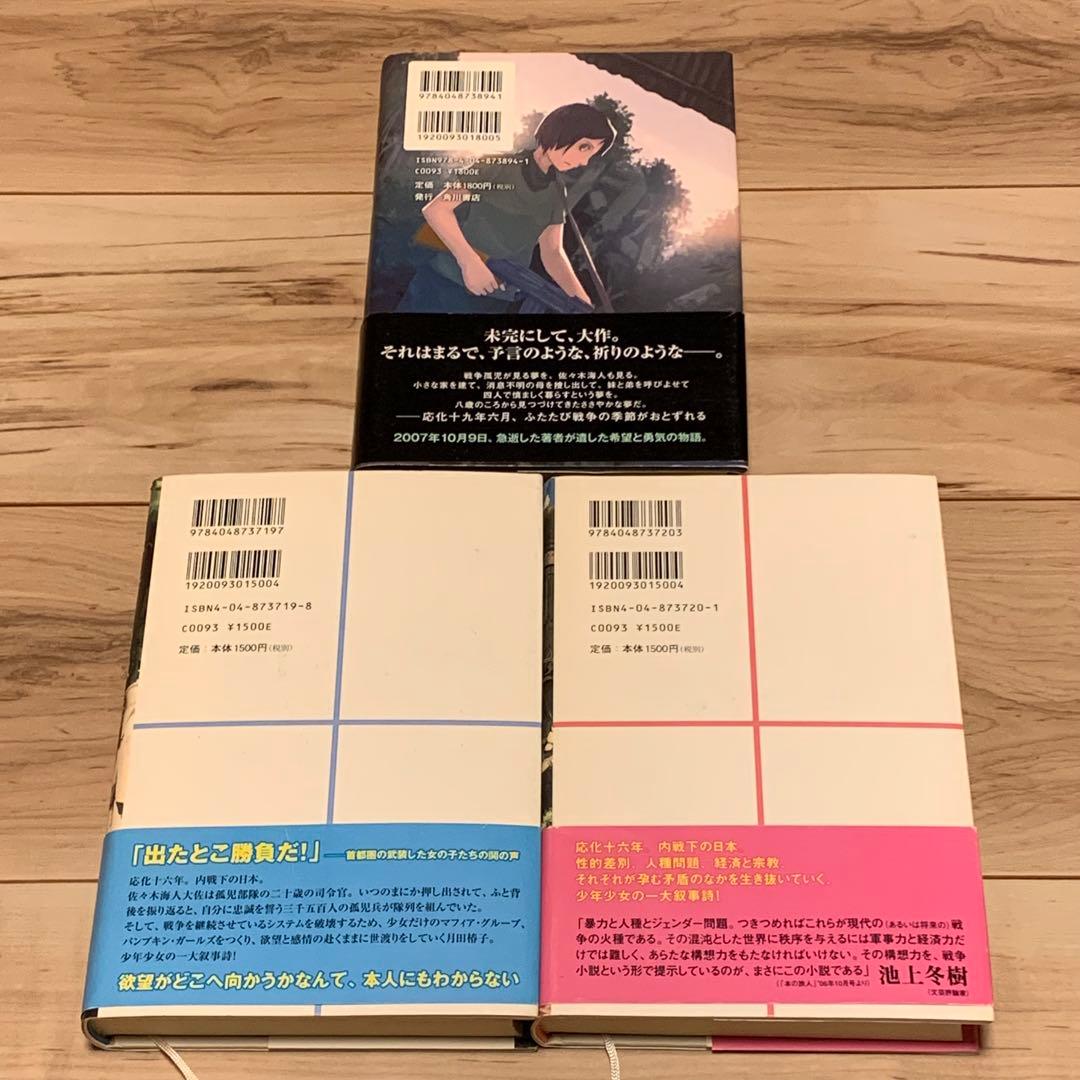 9784048738941
1920093018005
ISBN978-4-04-873894-1
C0093 ¥1800E
定価 本体1800円(税別)
発行 角川書店
未完にして、大作。
それはまるで、予言のような、祈りのような――。
戦争孤児が見る夢を、佐々木海人も見る。
小さな家を建て、消息不明の母を捜し出して、妹と弟を呼びよせて
四人で慎ましく暮らすという夢を。
八歳のころから見つづけてきたささやかな夢だ。
――応化十九年六月、ふたたび戦争の季節がおとずれる
2007年10月9日、急逝した著者が遺した希望と勇気の物語。
9784048737197
1920093015004
ISBN4-04-873719-8
C0093 ¥1500E
定価:本体1500円(税別)
「出たとこ勝負だ!」――首都圏の武装した女の子たちの鬨の声
応化十六年。内戦下の日本。
佐々木海人大佐は孤児部隊の二十歳の司令官。いつのまにか押し出されて、ふと背
後を振り返ると、自分に忠誠を誓う三千五百人の孤児兵が隊列を組んでいた。
そして、戦争を継続させているシステムを破壊するため、少女だけのマフィア・グループ、
パンプキン・ガールズをつくり、欲望と感情の赴くままに世渡りをしていく月田椿子。
少年少女の一大叙事詩!
欲望がどこへ向かうかなんて、本人にもわからない
9784048737203
1920093015004
ISBN4-04-873720-1
C0093 ¥1500E
定価:本体1500円(税別)
応化十六年。内戦下の日本。
性的差別、人種問題、経済と宗教、
それぞれが孕む矛盾のなかを生き抜いていく、
少年少女の一大叙事詩!
「暴力と人種とジェンダー問題。つきつめればこれらが現代の(あるいは将来の)戦
争の火種である。その混沌とした世界に秩序を与えるには軍事力と経済力だ
けでは難しく、あらたな構想力をもたなければいけない。その構想力を、戦争
小説という形で提示しているのが、まさにこの小説である」 池上冬樹
(「本の旅人」'06年10月号より) (文芸評論家)